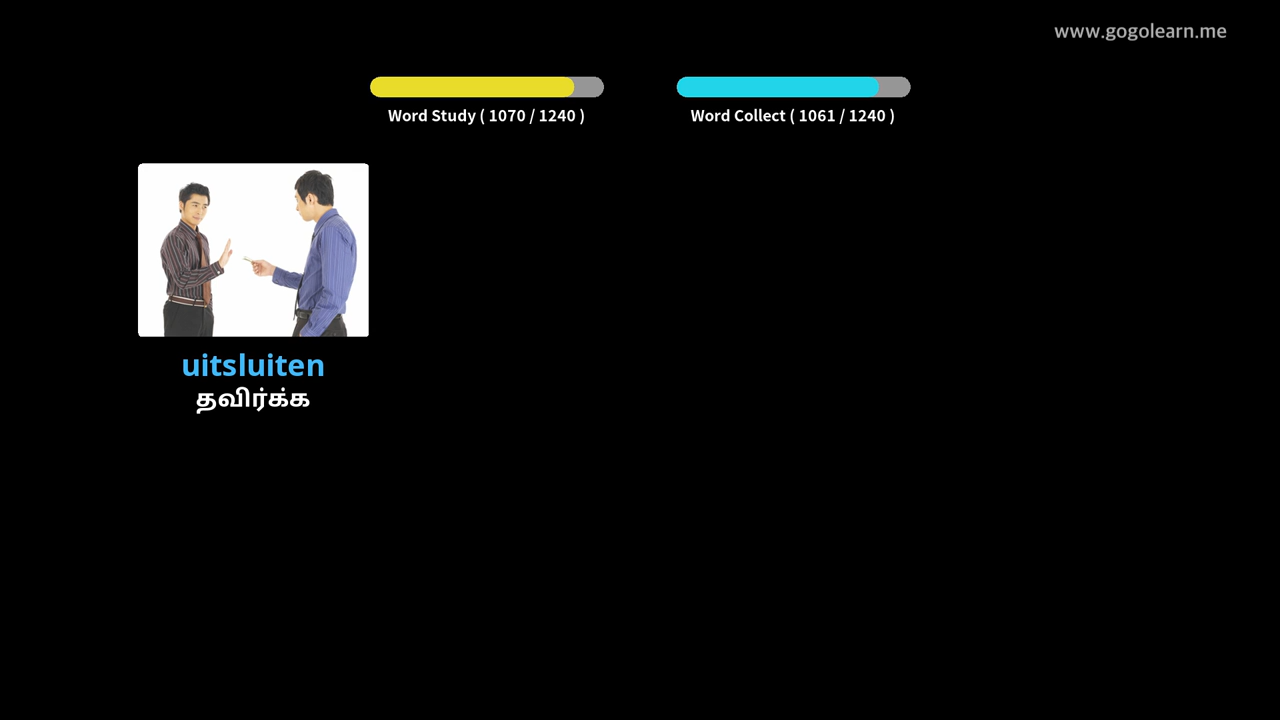 www.gogolearn.me
Word Study ( 1070 / 1240 )
Word Collect ( 1061 / 1240 )
uitsluiten
தவிர்க்க